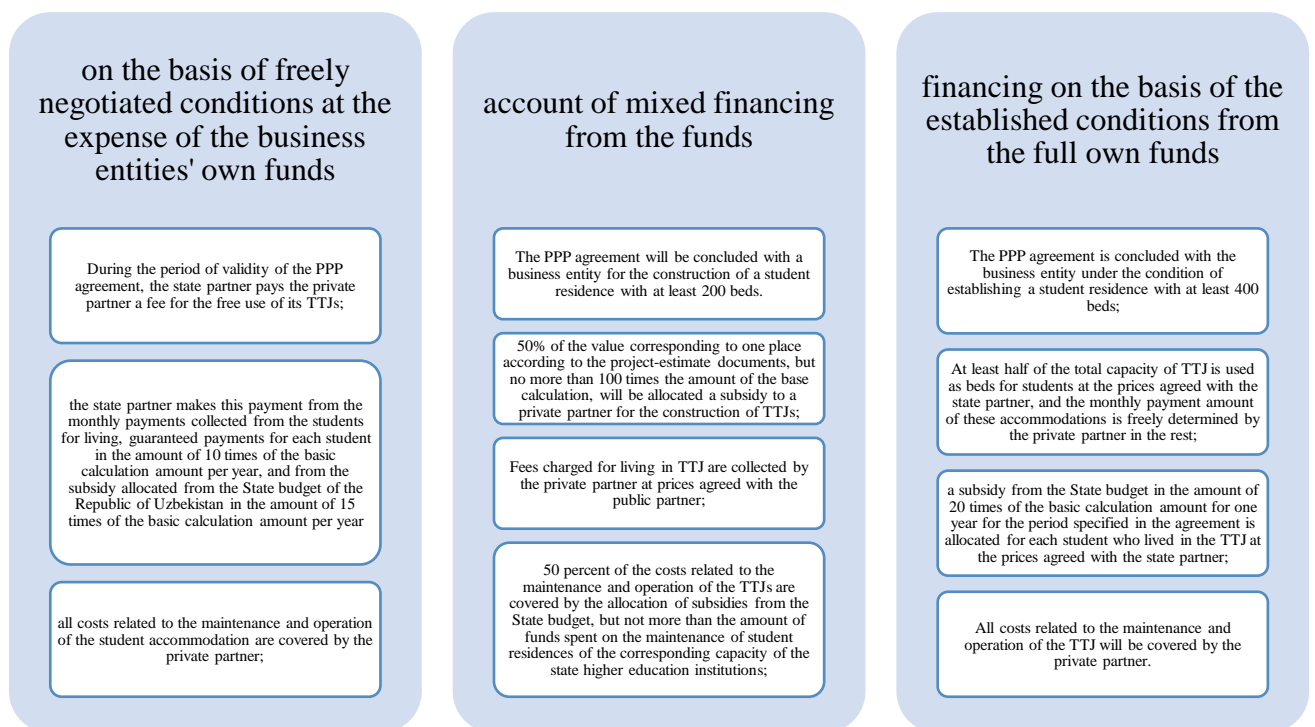 on the basis of freely
negotiated conditions at the
expense of the business
entities' own funds
During the period of validity of the PPP
agreement, the state partner pays the private
partner a fee for the free use of its TTJs;
the state partner makes this payment from the
monthly payments collected from the students
for living, guaranteed payments for each student
in the amount of 10 times of the basic
calculation amount per year, and from the
subsidy allocated from the State budget of the
Republic of Uzbekistan in the amount of 15
times of the basic calculation amount per year
all costs related to the maintenance and operation
of the student accommodation are covered by the
private partner;
account of mixed financing
from the funds
The PPP agreement will be concluded with a
business entity for the construction of a student
residence with at least 200 beds.
50% of the value corresponding to one place
according to the project-estimate documents, but
no more than 100 times the amount of the base
calculation, will be allocated a subsidy to a
private partner for the construction of TTJs;
Fees charged for living in TTJ are collected by
the private partner at prices agreed with the
public partner;
50 percent of the costs related to the
maintenance and operation of the TTJs are
covered by the allocation of subsidies from the
State budget, but not more than the amount of
funds spent on the maintenance of student
residences of the corresponding capacity of the
state higher education institutions;
financing on the basis of the
established conditions from
the full own funds
The PPP agreement is concluded with the
business entity under the condition of
establishing a student residence with at least 400
beds;
At least half of the total capacity of TTJ is used
as beds for students at the prices agreed with the
state partner, and the monthly payment amount
of these accommodations is freely determined by
the private partner in the rest;
a subsidy from the State budget in the amount of
20 times of the basic calculation amount for one
year for the period specified in the agreement is
allocated for each student who lived in the TTJ at
the prices agreed with the state partner;
All costs related to the maintenance and
operation of the TTJ will be covered by the
private partner.